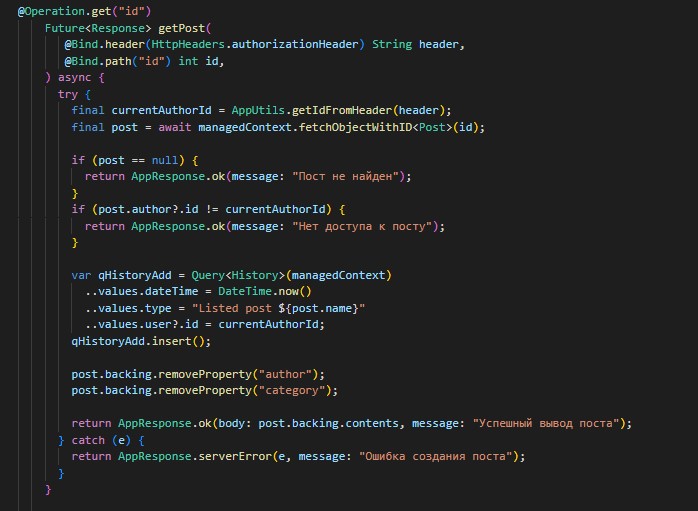 @Operation.get("id")
Future<Response> getPost(
@Bind.header(HttpHeaders.authorizationHeader) String header,
@Bind.path("id") int id,
) async {
try {
final currentAuthorId = AppUtils.getIdFromHeader(header);
final post = await managedContext.fetchObjectWithID<Post>(id);
if (post == null) {
return AppResponse.ok(message: "Пост не найден");
}
if (post.author?.id != currentAuthorId) {
return AppResponse.ok(message: "Нет доступа к посту");
}
var qHistoryAdd = Query<History>(managedContext)
..values.dateTime = DateTime.now()
..values.type = "Listed post ${post.name}"
..values.user?.id = currentAuthorId;
qHistoryAdd.insert();
post.backing.removeProperty("author");
post.backing.removeProperty("category");
return AppResponse.ok(body: post.backing.contents, message: "Успешный вывод поста");
} catch (e) {
return AppResponse.serverError(e, message: "Ошибка создания поста");
}
}